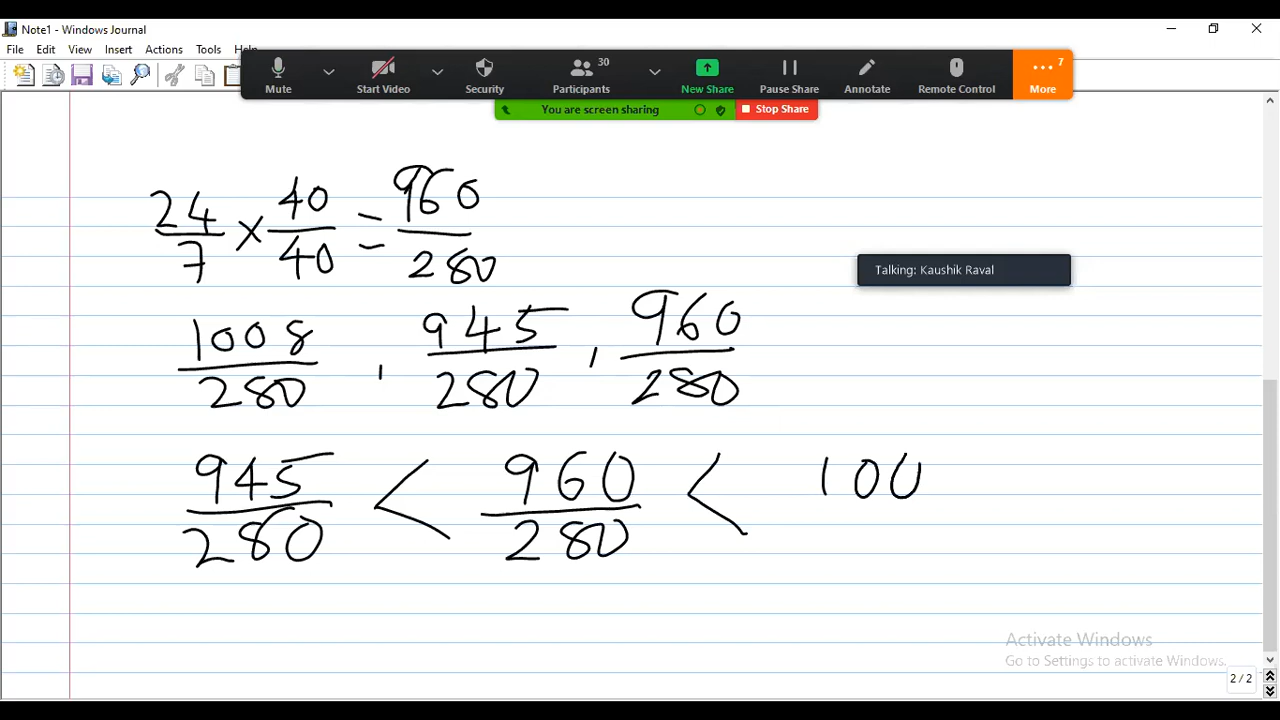 Note1 - Windows Journal
File Edit View Insert Actions Tools Help
Mute Start Video Security 30 Participants New Share Pause Share Annotate Remote Control 7 More
You are screen sharing Stop Share
24/7 × 40/40 = 960/280
Talking: Kaushik Raval
1008/280 , 945/280 , 960/280
945/280 < 960/280 < 100
Activate Windows
Go to Settings to activate Windows.
2 / 2